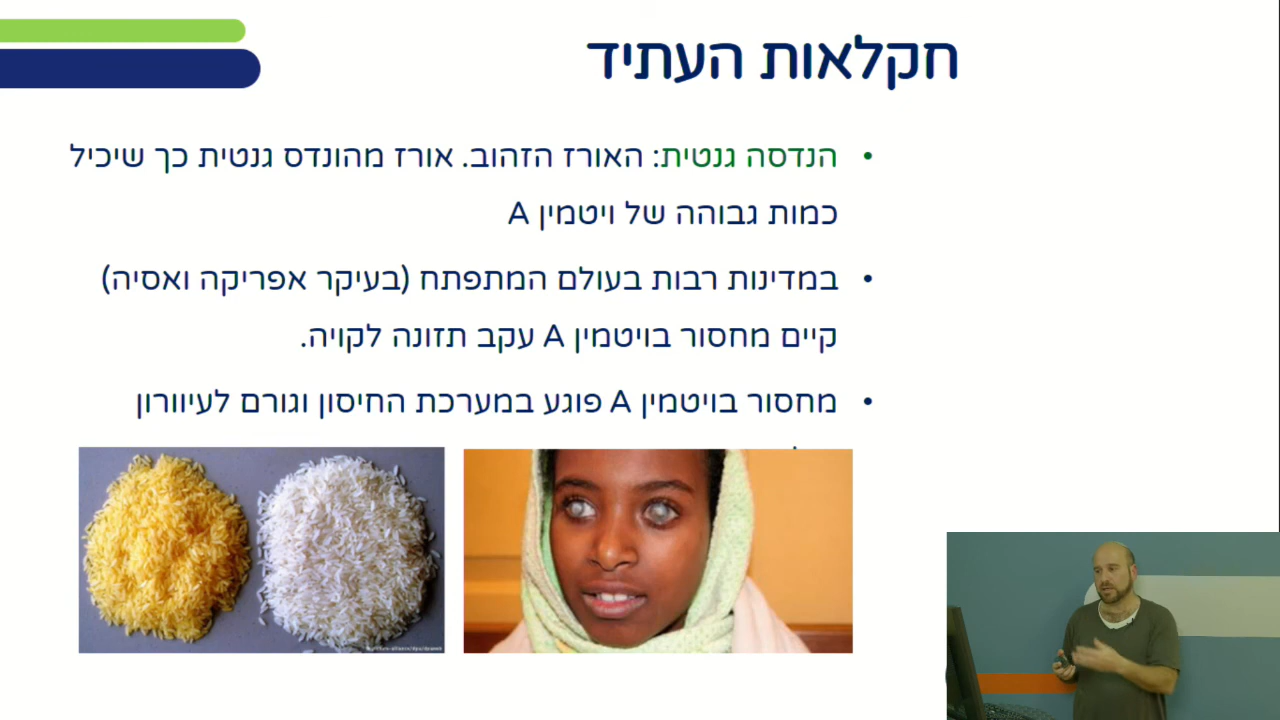 חקלאות העתיד
• הנדסה גנטית: האורז הזהוב. אורז מהונדס גנטית כך שיכיל
כמות גבוהה של ויטמין A
• במדינות רבות בעולם המתפתח (בעיקר אפריקה ואסיה)
קיים מחסור בויטמין A עקב תזונה לקויה.
• מחסור בויטמין A פוגע במערכת החיסון וגורם לעיוורון